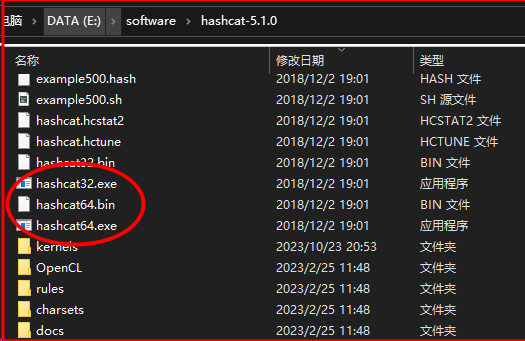 电脑 DATA (E:) software hashcat-5.1.0
名称 修改日期 类型
example500.hash 2018/12/2 19:01 HASH 文件
example500.sh 2018/12/2 19:01 SH 源文件
hashcat.hcstat2 2018/12/2 19:01 HCSTAT2 文件
hashcat.hctune 2018/12/2 19:01 HCTUNE 文件
hashcat32.bin 2018/12/2 19:01 BIN 文件
hashcat32.exe 2018/12/2 19:01 应用程序
hashcat64.bin 2018/12/2 19:01 BIN 文件
hashcat64.exe 2018/12/2 19:01 应用程序
kernels 2023/10/23 20:53 文件夹
OpenCL 2023/2/25 11:48 文件夹
rules 2023/2/25 11:48 文件夹
charsets 2023/2/25 11:48 文件夹
docs 2023/2/25 11:48 文件夹